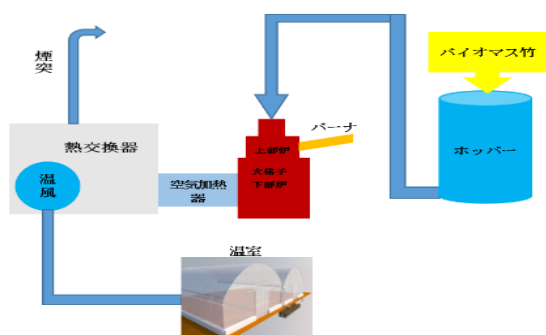 バイオマス竹
ホッパー
バーナ
上部炉
火格子
下部炉
空気加熱
器
熱交換器
煙
突
温
風
温室